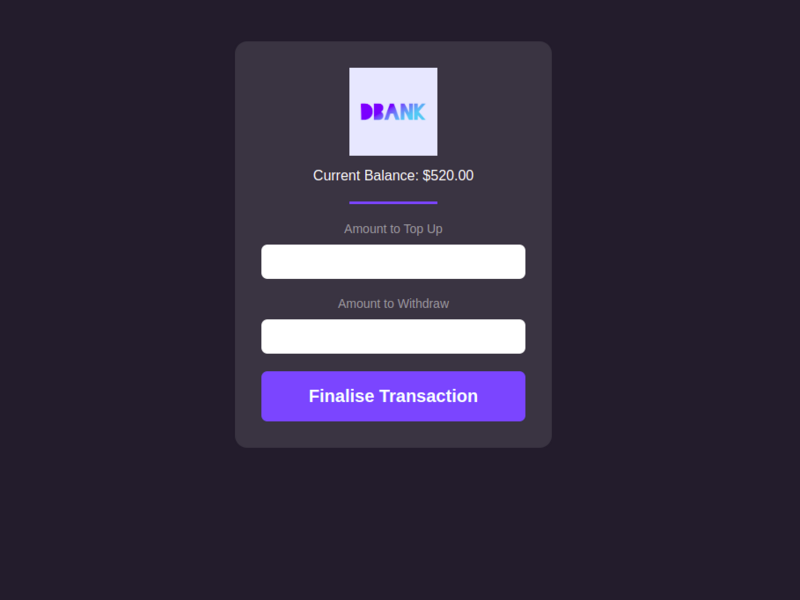 DBANK
Current Balance: $520.00
Amount to Top Up
Amount to Withdraw
Finalise Transaction